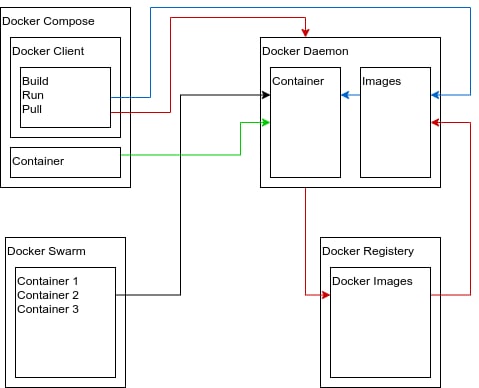 Docker Compose
Docker Client
Build
Run
Pull
Container
Docker Daemon
Container
Images
Docker Swarm
Container 1
Container 2
Container 3
Docker Registery
Docker Images